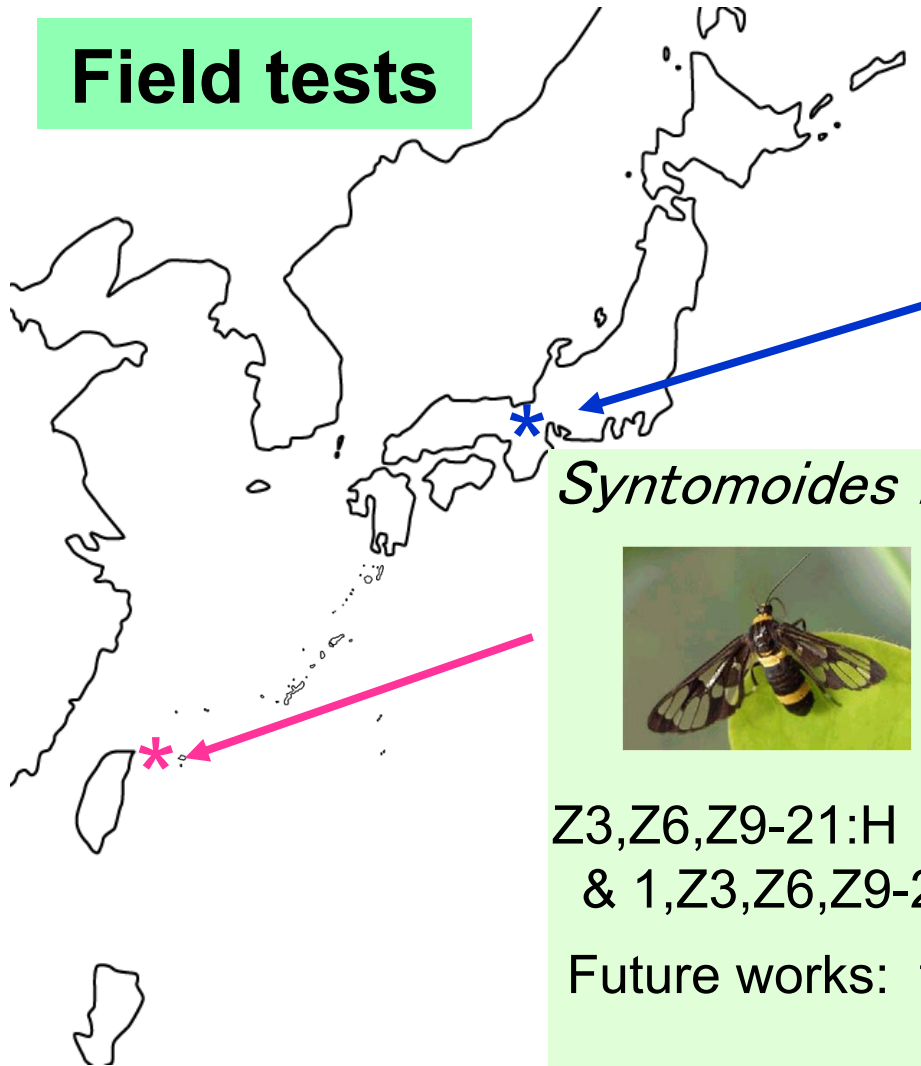 Field tests
*
Syntomoides
*
Z3,Z6,Z9-21:H
& 1,Z3,Z6,Z9-2
Future works: